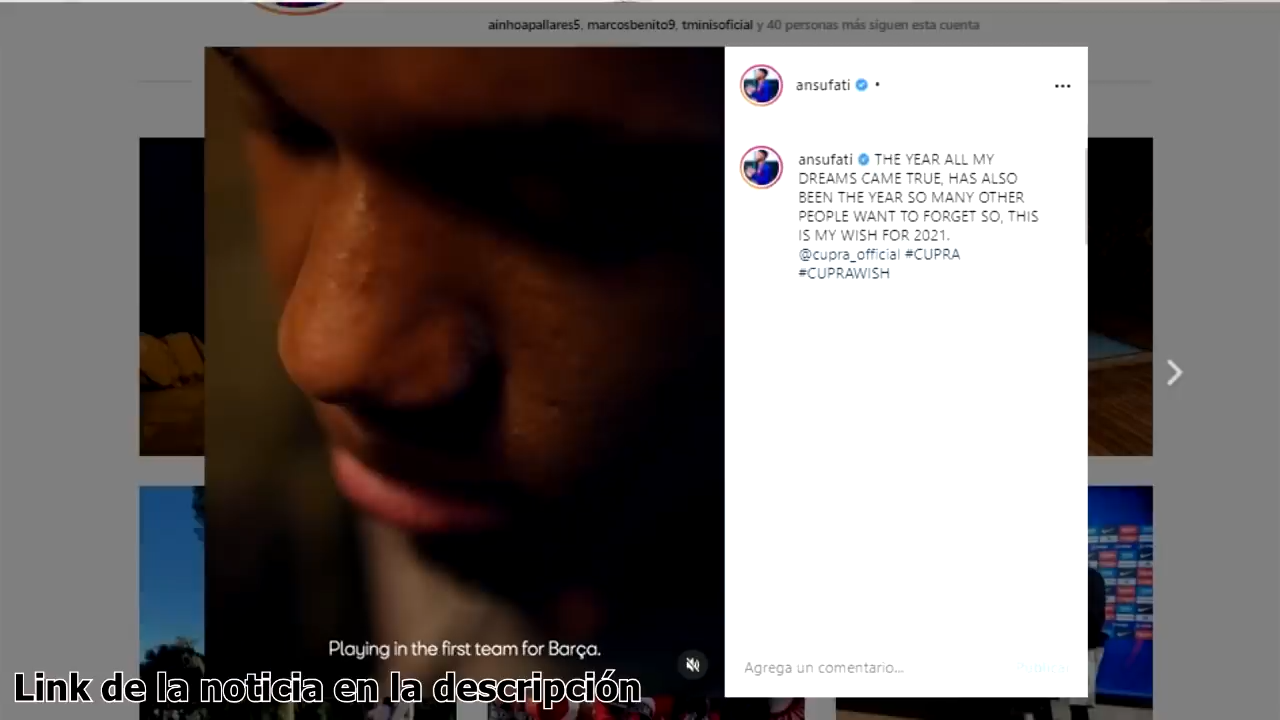 ainhoapallares5, marcosbenito9, tminisoficial y 40 personas más siguen esta cuenta
ansufati •
ansufati THE YEAR ALL MY
DREAMS CAME TRUE, HAS ALSO
BEEN THE YEAR SO MANY OTHER
PEOPLE WANT TO FORGET SO, THIS
IS MY WISH FOR 2021.
@cupra_official #CUPRA
#CUPRAWISH
Playing in the first team for Barça.
Agrega un comentario...
Publicar
Link de la noticia en la descripción